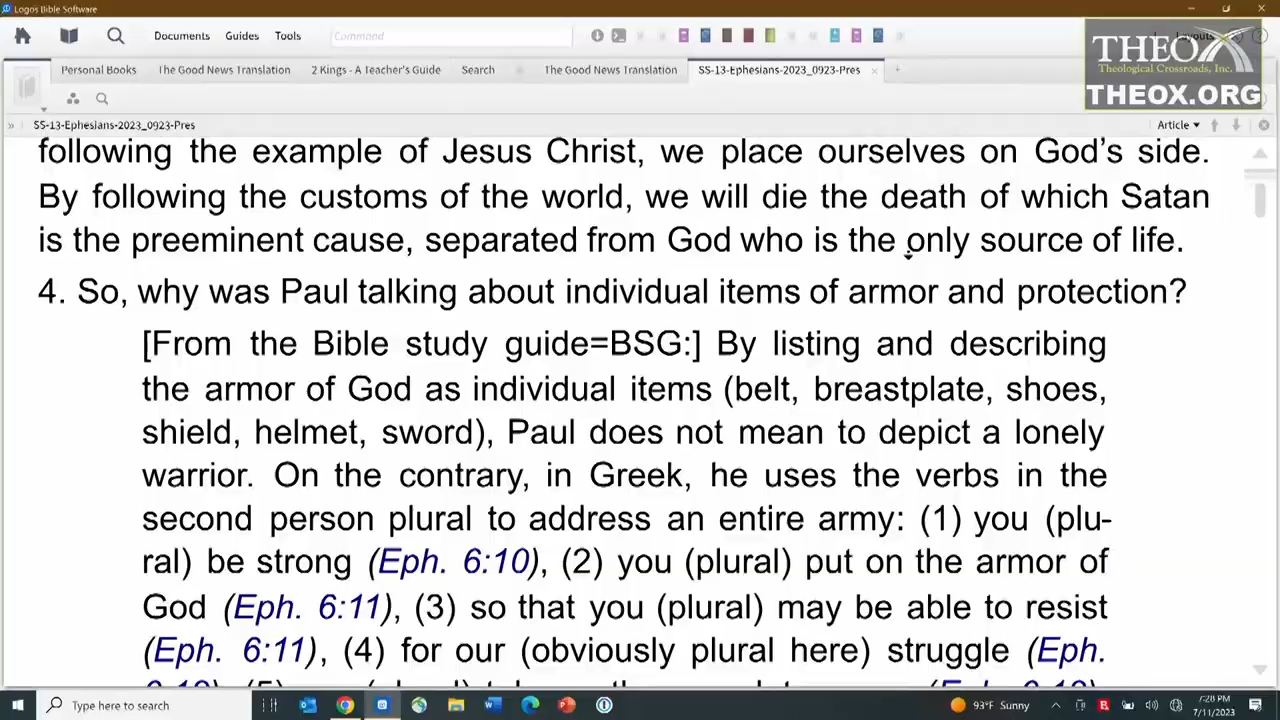 Logos Bible Software
Documents Guides Tools Command Layouts
THEOX
Theological Crossroads, Inc.
THEOX.ORG
Personal Books The Good News Translation 2 Kings - A Teacher's Guide Search The Good News Translation SS-13-Ephesians-2023_0923-Pres
SS-13-Ephesians-2023_0923-Pres Article
following the example of Jesus Christ, we place ourselves on God's side.
By following the customs of the world, we will die the death of which Satan
is the preeminent cause, separated from God who is the only source of life.
4. So, why was Paul talking about individual items of armor and protection?
[From the Bible study guide=BSG:] By listing and describing
the armor of God as individual items (belt, breastplate, shoes,
shield, helmet, sword), Paul does not mean to depict a lonely
warrior. On the contrary, in Greek, he uses the verbs in the
second person plural to address an entire army: (1) you (plu-
ral) be strong (Eph. 6:10), (2) you (plural) put on the armor of
God (Eph. 6:11), (3) so that you (plural) may be able to resist
(Eph. 6:11), (4) for our (obviously plural here) struggle (Eph.
Type here to search 93°F Sunny 7:28 PM
7/11/2023